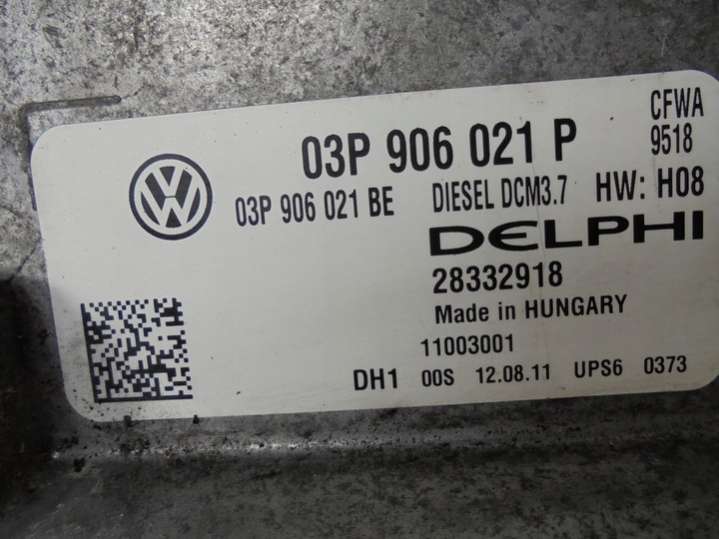 CFWA
03P 906 021 P 9518
03P 906 021 BE DIESEL DCM3.7 HW: H08
DELPHI
28332918
Made in HUNGARY
11003001
DH1 00S 12.08.11 UPS6 0373